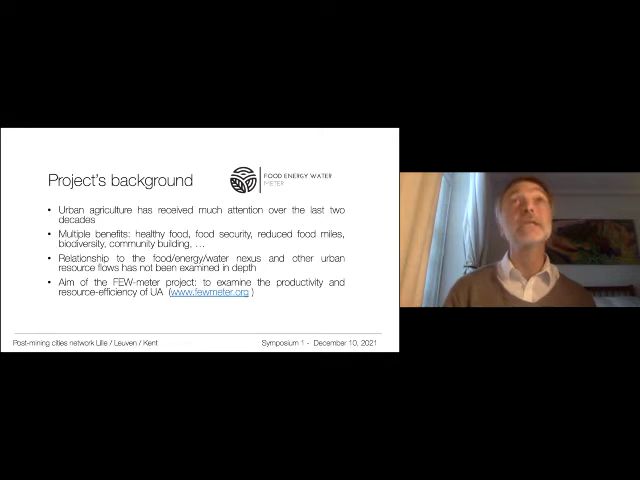 Project's background
FOOD ENERGY WATER
METER
• Urban agriculture has received much attention over the last two
decades
• Multiple benefits: healthy food, food security, reduced food miles,
biodiversity, community building, …
• Relationship to the food/energy/water nexus and other urban
resource flows has not been examined in depth
• Aim of the FEW-meter project: to examine the productivity and
resource-efficiency of UA (www.fewmeter.org )
Post-mining cities network Lille / Leuven / Kent
Symposium 1 - December 10, 2021